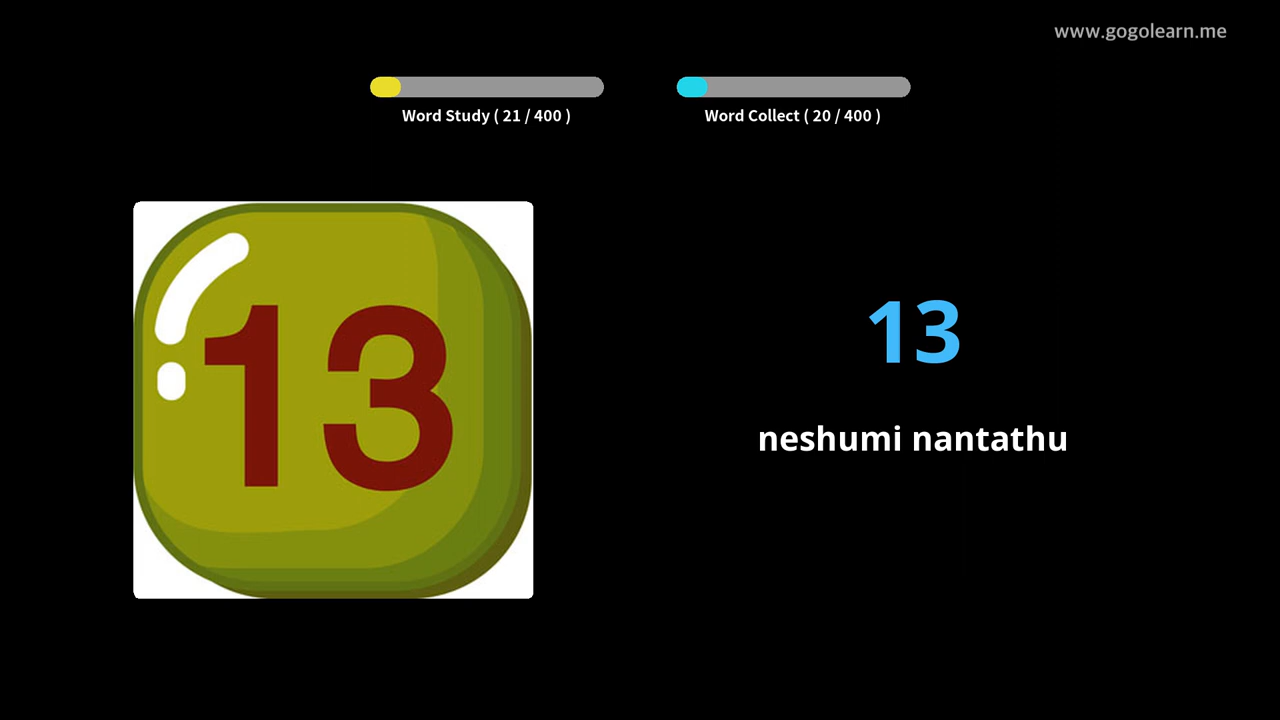 www.gogolearn.me
Word Study ( 21 / 400 )
Word Collect ( 20 / 400 )
13
13
neshumi nantathu